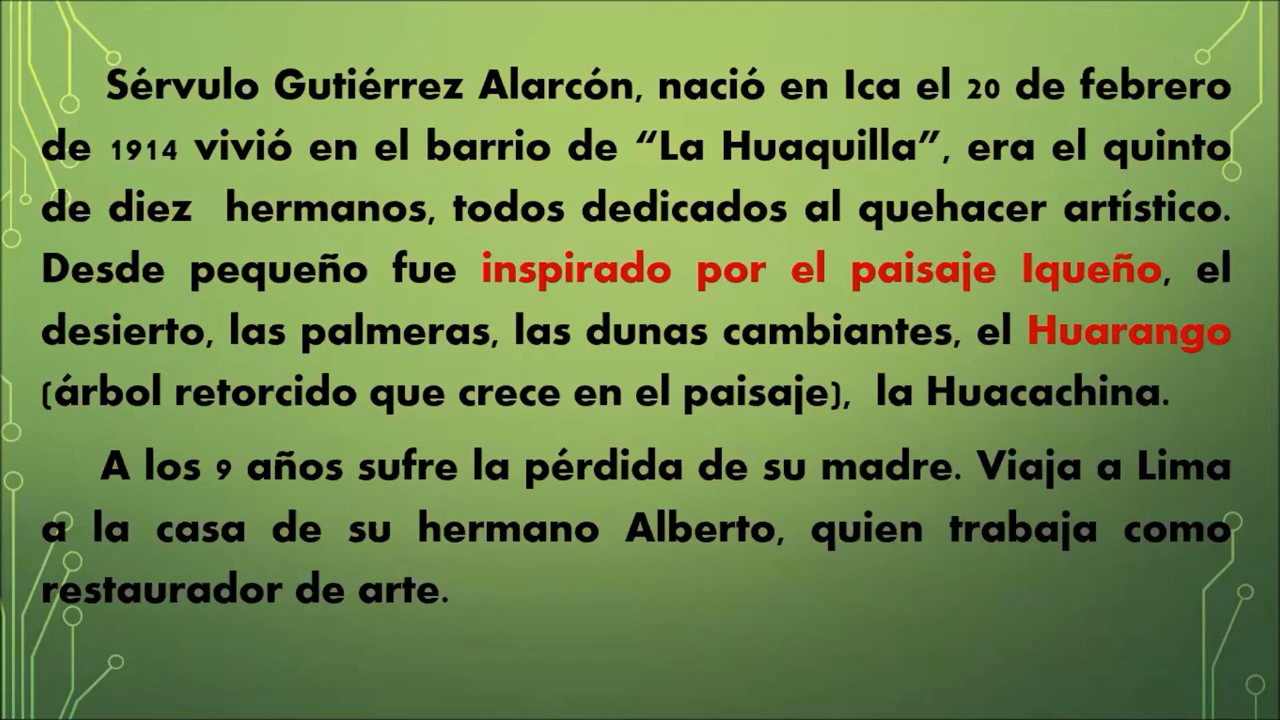 Sérvulo Gutiérrez Alarcón, nació en Ica el 20 de febrero
de 1914 vivió en el barrio de “La Huaquilla”, era el quinto
de diez  hermanos, todos dedicados al quehacer artístico.
Desde pequeño fue inspirado por el paisaje Iqueño, el
desierto, las palmeras, las dunas cambiantes, el Huarango
(árbol retorcido que crece en el paisaje),  la Huacachina.
A los 9 años sufre la pérdida de su madre. Viaja a Lima
a la casa de su hermano Alberto, quien trabaja como
restaurador de arte.